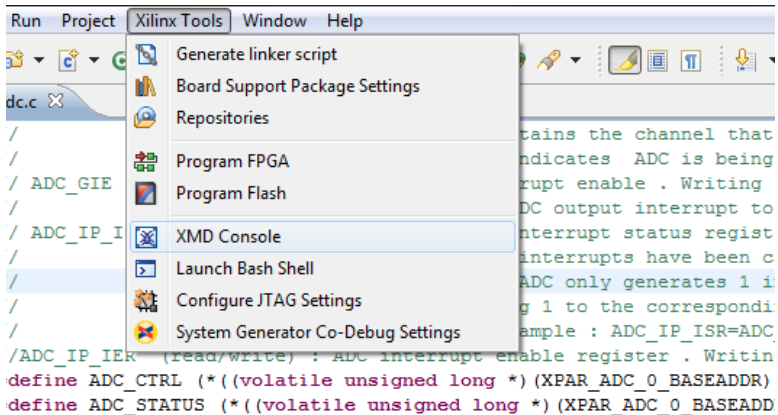 Run Project Xilinx Tools Window Help
Generate linker script
Board Support Package Settings
Repositories
Program FPGA
Program Flash
XMD Console
Launch Bash Shell
Configure JTAG Settings
System Generator Co-Debug Settings
dc.c
/ tains the channel that
/ ndicates ADC is being
/ ADC_GIE rupt enable . Writing
/ DC output interrupt to
/ ADC_IP_I nterrupt status regist
/ interrupts have been c
/ ADC only generates 1 i
/ g 1 to the correspondi
/ ample : ADC_IP_ISR=ADC_
//ADC_IP_IER (read/write) : ADC interrupt enable register . Writin
define ADC_CTRL (*((volatile unsigned long *)(XPAR_ADC_0_BASEADDR)
define ADC_STATUS (*((volatile unsigned long *)(XPAR_ADC_0_BASEADD